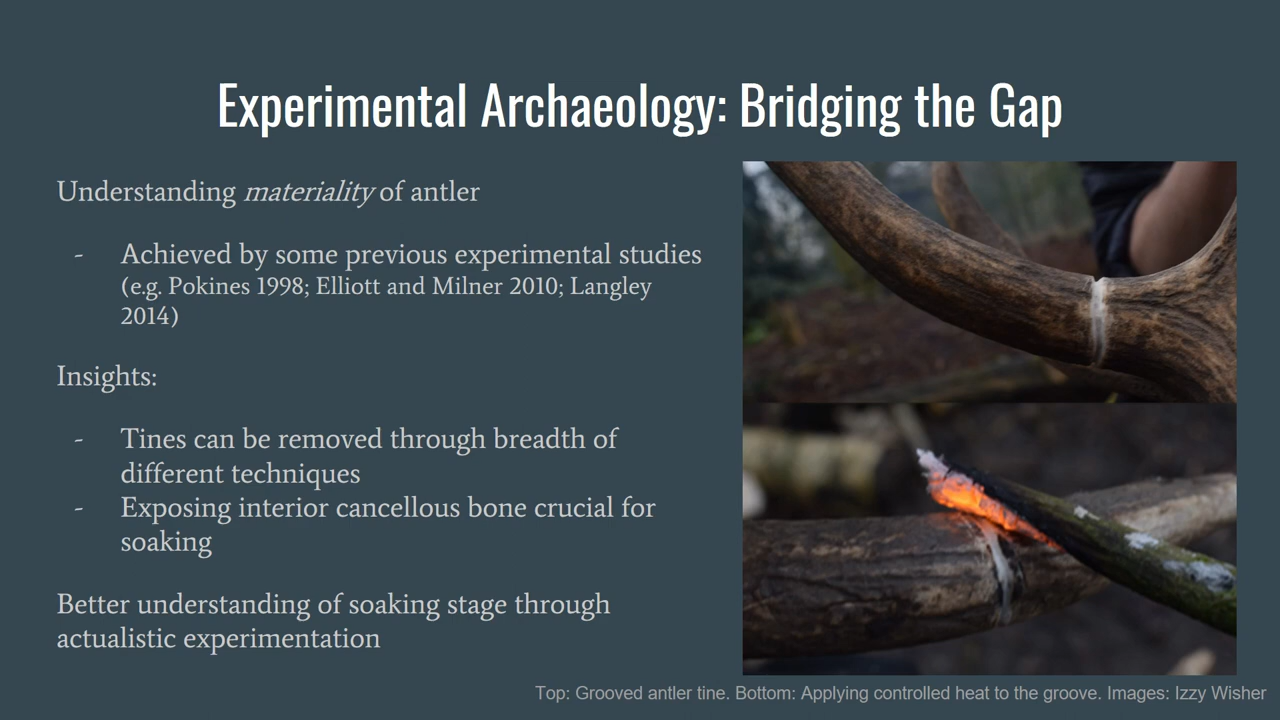 Experimental Archaeology: Bridging the Gap
Understanding materiality of antler
- Achieved by some previous experimental studies
(e.g. Pokines 1998; Elliott and Milner 2010; Langley
2014)
Insights:
- Tines can be removed through breadth of
different techniques
- Exposing interior cancellous bone crucial for
soaking
Better understanding of soaking stage through
actualistic experimentation
Top: Grooved antler tine. Bottom: Applying controlled heat to the groove. Images: Izzy Wisher